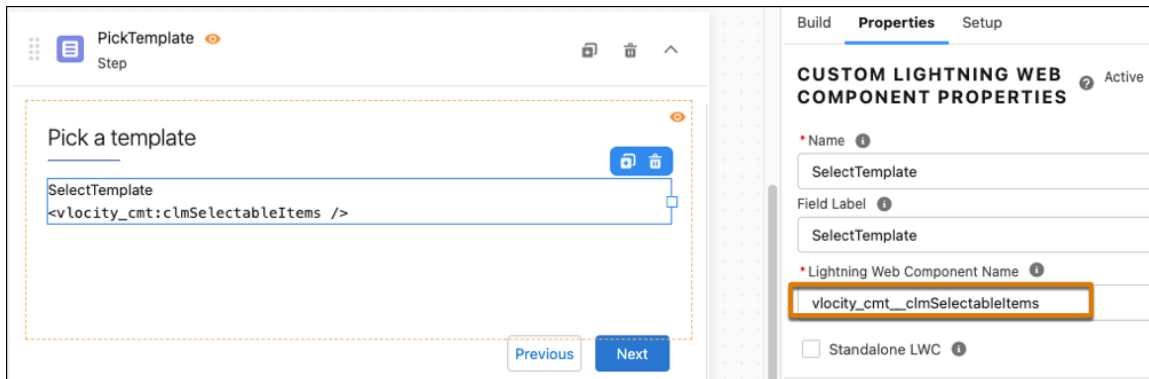 PickTemplate
Step
Pick a template
SelectTemplate
<vlocity_cmt:clmSelectableItems />
Previous
Next
Build Properties Setup
CUSTOM LIGHTNING WEB
COMPONENT PROPERTIES
Active
* Name
SelectTemplate
Field Label
SelectTemplate
* Lightning Web Component Name
vlocity_cmt__clmSelectableItems
Standalone LWC